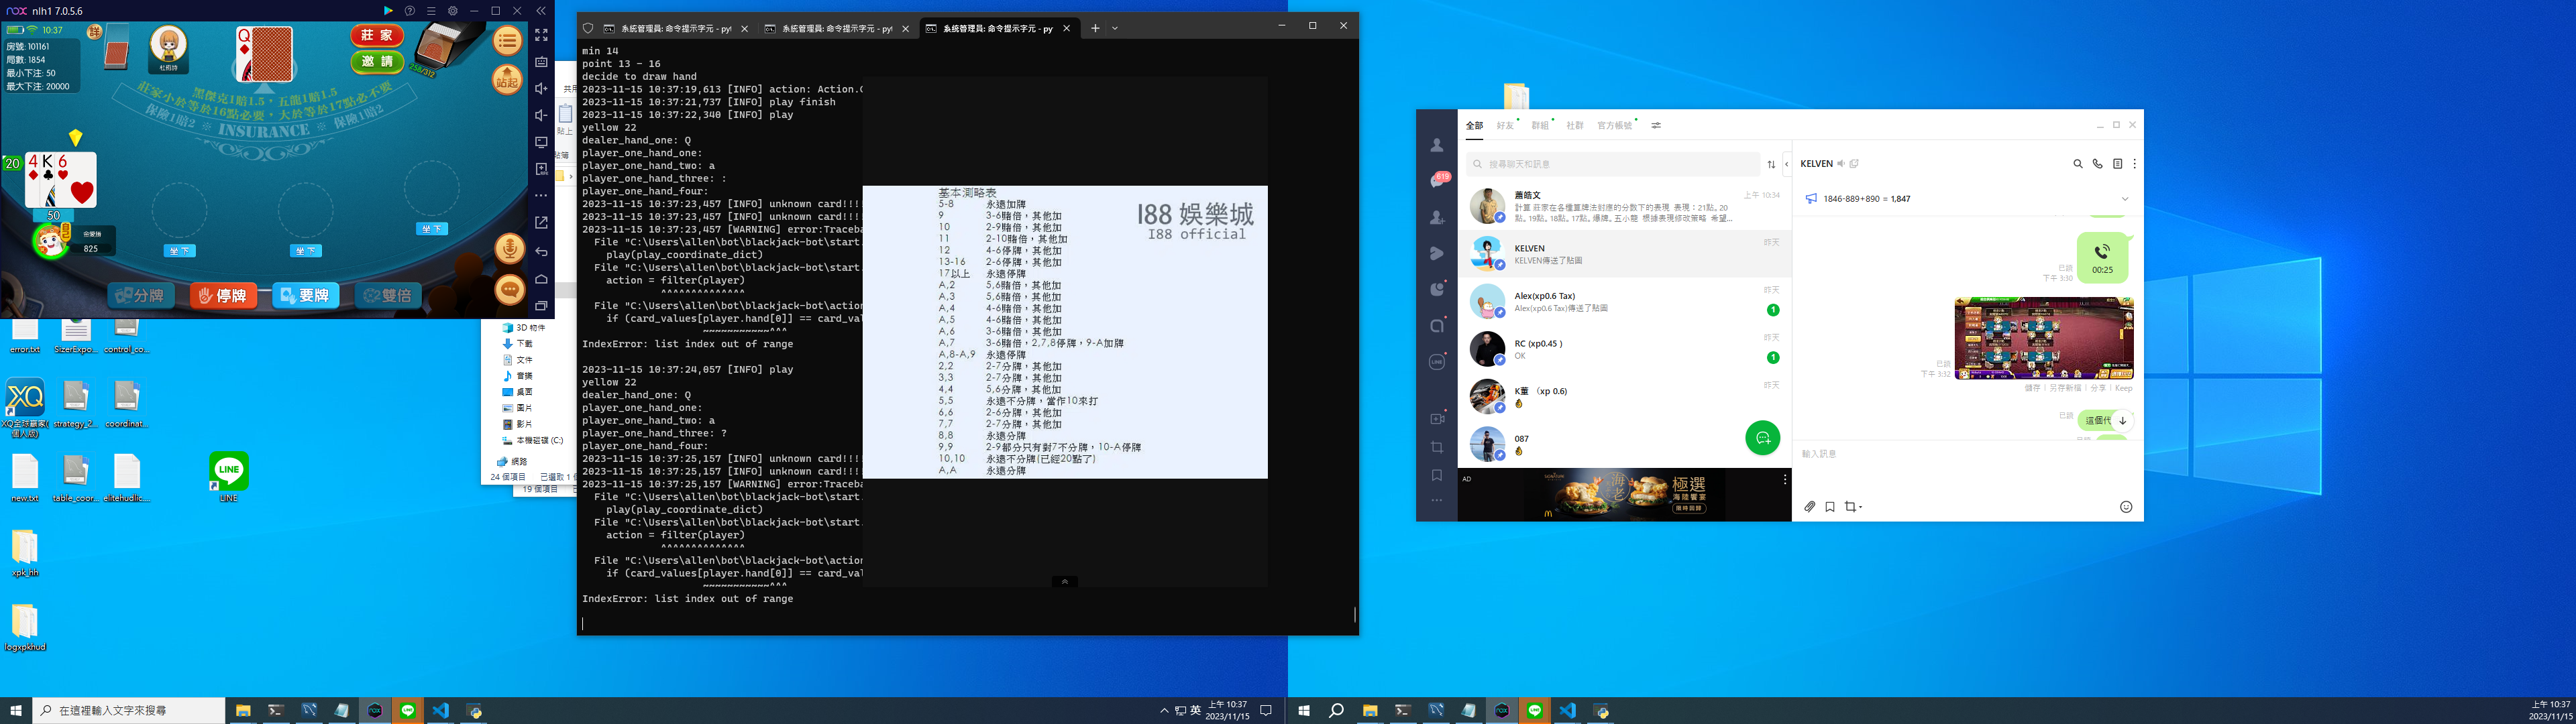 nox nlh1 7.0.5.6
10:37
房號: 101161
局數: 1854
最小下注: 50
最大下注: 20000
莊 家
邀 請
站起
黑傑克1賠1.5，五龍1賠1.5
莊家小於等於16點必要，大於等於17點必不要
保險1賠2 ※ INSURANCE ※ 保險1賠2
Q
20
4 K 6
50
自己
825
坐 下
坐 下
坐 下
分牌
停牌
要牌
雙倍
error.txt
SizerExpo...
control_co...
XQ全球贏家(
個人版)
strategy_2...
coordinat...
new.txt
table_coor...
elitehudlic...
LINE
xpk_hh
logxpkhud
共用
貼上
3D 物件
下載
文件
音樂
桌面
圖片
影片
本機磁碟 (C:)
網路
24 個項目
已選取 1 個
19 個項目
系統管理員: 命令提示字元 - pyt
系統管理員: 命令提示字元 - pyt
系統管理員: 命令提示字元 - py
min 14
point 13 - 16
decide to draw hand
2023-11-15 10:37:19,613 [INFO] action: Action.
2023-11-15 10:37:21,737 [INFO] play finish
2023-11-15 10:37:22,340 [INFO] play
yellow 22
dealer_hand_one: Q
player_one_hand_one:
player_one_hand_two: a
player_one_hand_three: :
player_one_hand_four:
2023-11-15 10:37:23,457 [INFO] unknown card!!!!
2023-11-15 10:37:23,457 [INFO] unknown card!!!!
2023-11-15 10:37:23,457 [WARNING] error:Traceba
File "C:\Users\allen\bot\blackjack-bot\start.
play(play_coordinate_dict)
File "C:\Users\allen\bot\blackjack-bot\start.
action = filter(player)
^^^^^^^^^^^^^^
File "C:\Users\allen\bot\blackjack-bot\action
if (card_values[player.hand[0]] == card_val
~~~~~~~~~~~^^^
IndexError: list index out of range
2023-11-15 10:37:24,057 [INFO] play
yellow 22
dealer_hand_one: Q
player_one_hand_one:
player_one_hand_two: a
player_one_hand_three: ?
player_one_hand_four:
2023-11-15 10:37:25,157 [INFO] unknown card!!!!
2023-11-15 10:37:25,157 [INFO] unknown card!!!!
2023-11-15 10:37:25,157 [WARNING] error:Traceba
File "C:\Users\allen\bot\blackjack-bot\start.
play(play_coordinate_dict)
File "C:\Users\allen\bot\blackjack-bot\start.
action = filter(player)
^^^^^^^^^^^^^^
File "C:\Users\allen\bot\blackjack-bot\action
if (card_values[player.hand[0]] == card_val
~~~~~~~~~~~^^^
IndexError: list index out of range
基本測略表
5-8 永遠加牌
9 3-6賭倍，其他加
10 2-9賭倍，其他加
11 2-10賭倍，其他加
12 4-6停牌，其他加
13-16 2-6停牌，其他加
17以上 永遠停牌
A,2 5,6賭倍，其他加
A,3 5,6賭倍，其他加
A,4 4-6賭倍，其他加
A,5 4-6賭倍，其他加
A,6 3-6賭倍，其他加
A,7 3-6賭倍，2,7,8停牌，9-A加牌
A,8-A,9 永遠停牌
2,2 2-7分牌，其他加
3,3 2-7分牌，其他加
4,4 5,6分牌，其他加
5,5 永遠不分牌，當作10來打
6,6 2-6分牌，其他加
7,7 2-7分牌，其他加
8,8 永遠分牌
9,9 2-9都分只有對7不分牌，10-A停牌
10,10 永遠不分牌(已經20點了)
A,A 永遠分牌
I88 娛樂城
I88 official
全部 好友 群組 社群 官方帳號
619
搜尋聊天和訊息
蕭皓文 上午 10:34
計算 莊家在各種算牌法對應的分數下的表現 表現：21點, 20
點, 19點, 18點, 17點, 爆牌, 五小龍 根據表現修改策略 希望...
KELVEN 昨天
KELVEN傳送了貼圖
Alex(xp0.6 Tax) 昨天
Alex(xp0.6 Tax)傳送了貼圖 1
RC (xp0.45 ) 昨天
OK 1
K董 （xp 0.6) 昨天
087
AD
極選
海陸饗宴
限時回歸
KELVEN
1846-889+890 = 1,847
00:25
已讀
下午 3:30
已讀
下午 3:32
儲存 | 另存新檔 | 分享 | Keep
已讀
這個代
輸入訊息
在這裡輸入文字來搜尋
英
上午 10:37
2023/11/15
上午 10:37
2023/11/15